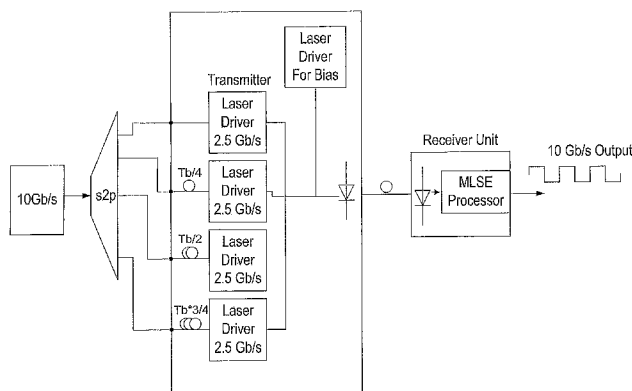 Laser
Driver
For Bias
Transmitter
Laser
Driver
2.5 Gb/s
Tb/4
Laser
Driver
2.5 Gb/s
Tb/2
Laser
Driver
2.5 Gb/s
Tb*3/4
Laser
Driver
2.5 Gb/s
10Gb/s
s2p
Receiver Unit
MLSE
Processor
10 Gb/s Output